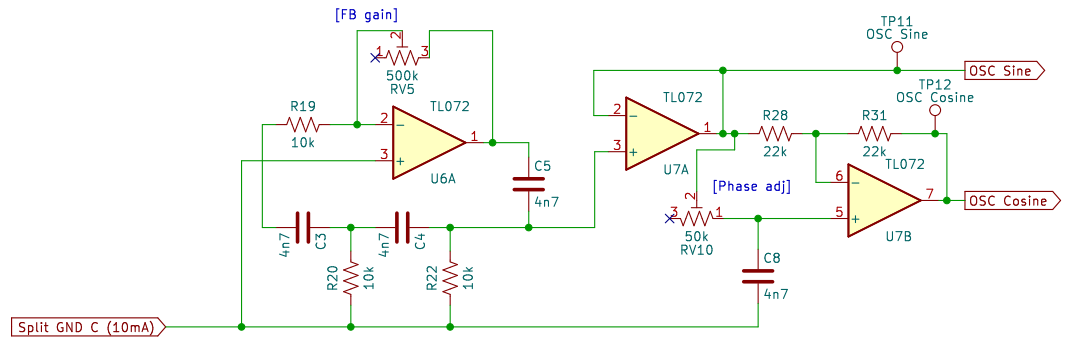 [FB gain]
1
2
3
500k
RV5
R19
10k
TL072
2
−
3
+
1
U6A
C5
4n7
4n7
C3
4n7
C4
R20
10k
R22
10k
Split GND C (10mA)
TP11
OSC Sine
OSC Sine
TL072
2
−
3
+
1
U7A
R28
22k
R31
22k
TP12
OSC Cosine
[Phase adj]
2
3
1
50k
RV10
TL072
6
−
5
+
7
U7B
OSC Cosine
C8
4n7